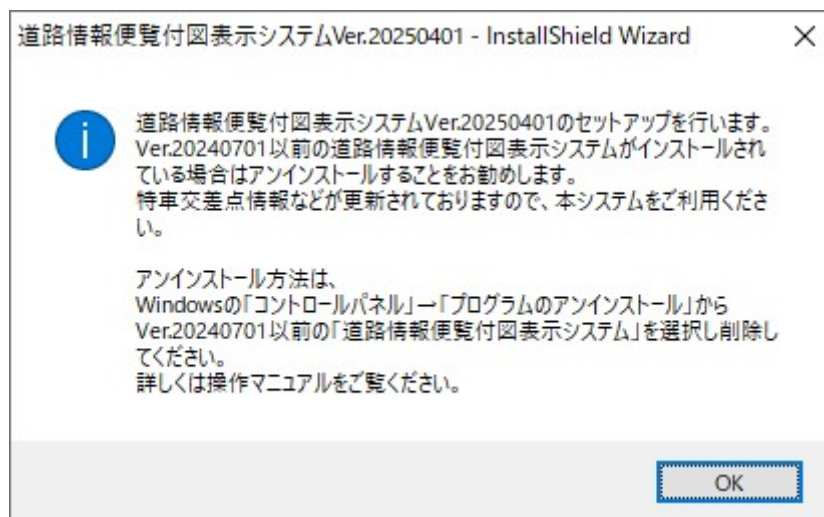 道路情報便覧付図表示システムVer.20250401 - InstallShield Wizard
道路情報便覧付図表示システムVer.20250401のセットアップを行います。
Ver.20240701以前の道路情報便覧付図表示システムがインストールされ
ている場合はアンインストールすることをお勧めします。
特車交差点情報などが更新されておりますので、本システムをご利用くださ
い。
アンインストール方法は、
Windowsの「コントロールパネル」→「プログラムのアンインストール」から
Ver.20240701以前の「道路情報便覧付図表示システム」を選択し削除し
てください。
詳しくは操作マニュアルをご覧ください。
OK